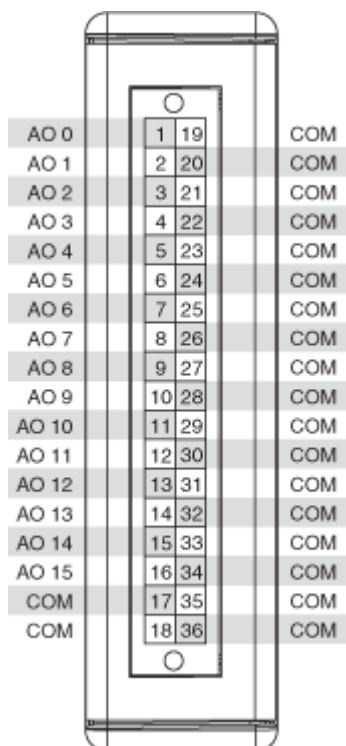 AO 0 1 19 COM
AO 1 2 20 COM
AO 2 3 21 COM
AO 3 4 22 COM
AO 4 5 23 COM
AO 5 6 24 COM
AO 6 7 25 COM
AO 7 8 26 COM
AO 8 9 27 COM
AO 9 10 28 COM
AO 10 11 29 COM
AO 11 12 30 COM
AO 12 13 31 COM
AO 13 14 32 COM
AO 14 15 33 COM
AO 15 16 34 COM
COM 17 35 COM
COM 18 36 COM